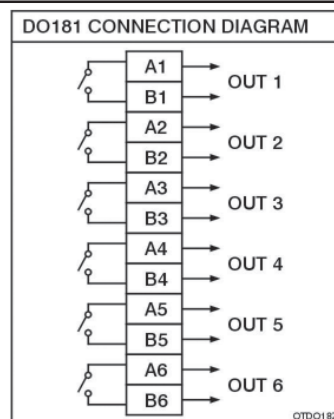 DO181 CONNECTION DIAGRAM
A1
OUT 1
B1
A2
OUT 2
B2
A3
OUT 3
B3
A4
OUT 4
B4
A5
OUT 5
B5
A6
OUT 6
B6